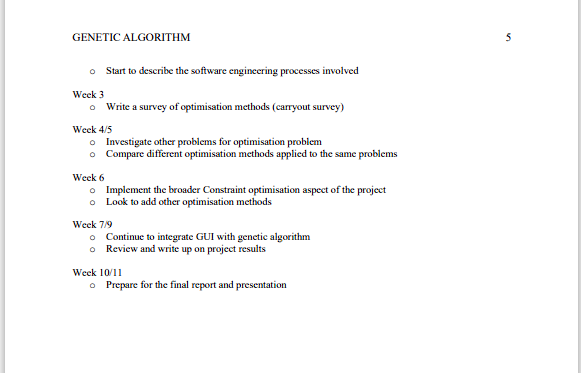 GENETIC ALGORITHM 5
o Start to describe the software engineering processes involved
Week 3
o Write a survey of optimisation methods (carryout survey)
Week 4/5
o Investigate other problems for optimisation problem
o Compare different optimisation methods applied to the same problems
Week 6
o Implement the broader Constraint optimisation aspect of the project
o Look to add other optimisation methods
Week 7/9
o Continue to integrate GUI with genetic algorithm
o Review and write up on project results
Week 10/11
o Prepare for the final report and presentation